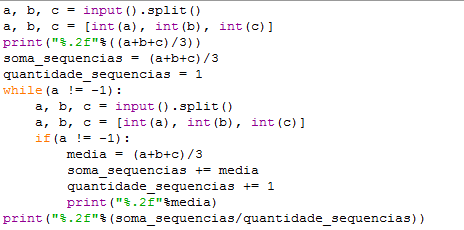 a, b, c = input().split()
a, b, c = [int(a), int(b), int(c)]
print("%.2f"%((a+b+c)/3))
soma_sequencias = (a+b+c)/3
quantidade_sequencias = 1
while(a != -1):
    a, b, c = input().split()
    a, b, c = [int(a), int(b), int(c)]
    if(a != -1):
        media = (a+b+c)/3
        soma_sequencias += media
        quantidade_sequencias += 1
        print("%.2f"%media)
print("%.2f"%(soma_sequencias/quantidade_sequencias))